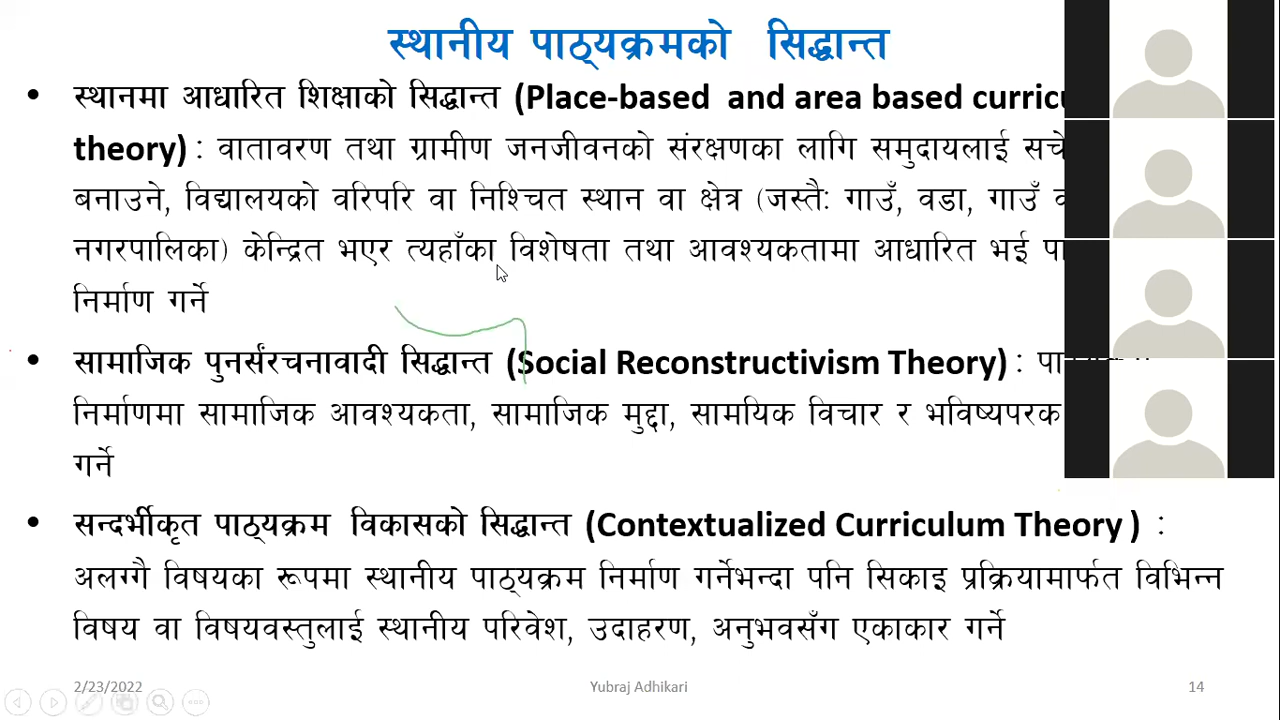 स्थानीय पाठ्यक्रमको सिद्धान्त
• स्थानमा आधारित शिक्षाको सिद्धान्त (Place-based and area based
theory) : वातावरण तथा ग्रामीण जनजीवनको संरक्षणका लागि समुदायलाई
बनाउने, विद्यालयको वरिपरि वा निश्चित स्थान वा क्षेत्र (जस्तैः गाउँ, वडा, गाउँ
नगरपालिका) केन्द्रित भएर त्यहाँका विशेषता तथा आवश्यकतामा आधारित भई
निर्माण गर्ने
• सामाजिक पुनर्संरचनावादी सिद्धान्त (Social Reconstructivism Theory) :
निर्माणमा सामाजिक आवश्यकता, सामाजिक मुद्दा, सामयिक विचार र भविष्यपरक
गर्ने
• सन्दर्भीकृत पाठ्यक्रम विकासको सिद्धान्त (Contextualized Curriculum Theory ) :
अलग्गै विषयका रूपमा स्थानीय पाठ्यक्रम निर्माण गर्नेभन्दा पनि सिकाइ प्रक्रियामार्फत विभिन्न
विषय वा विषयवस्तुलाई स्थानीय परिवेश, उदाहरण, अनुभवसँग एकाकार गर्ने
2/23/2022 Yubraj Adhikari 14